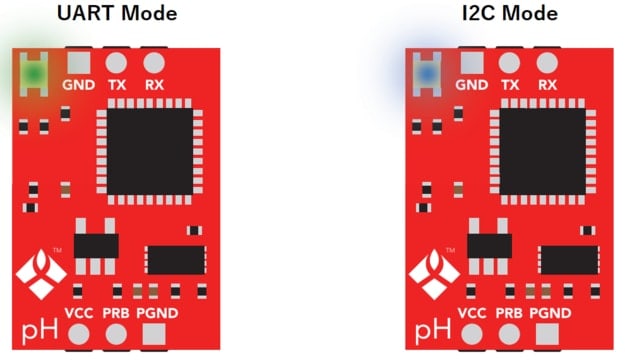 UART Mode
I2C Mode
GND TX RX
GND TX RX
TM
TM
VCC PRB PGND
pH
VCC PRB PGND
pH